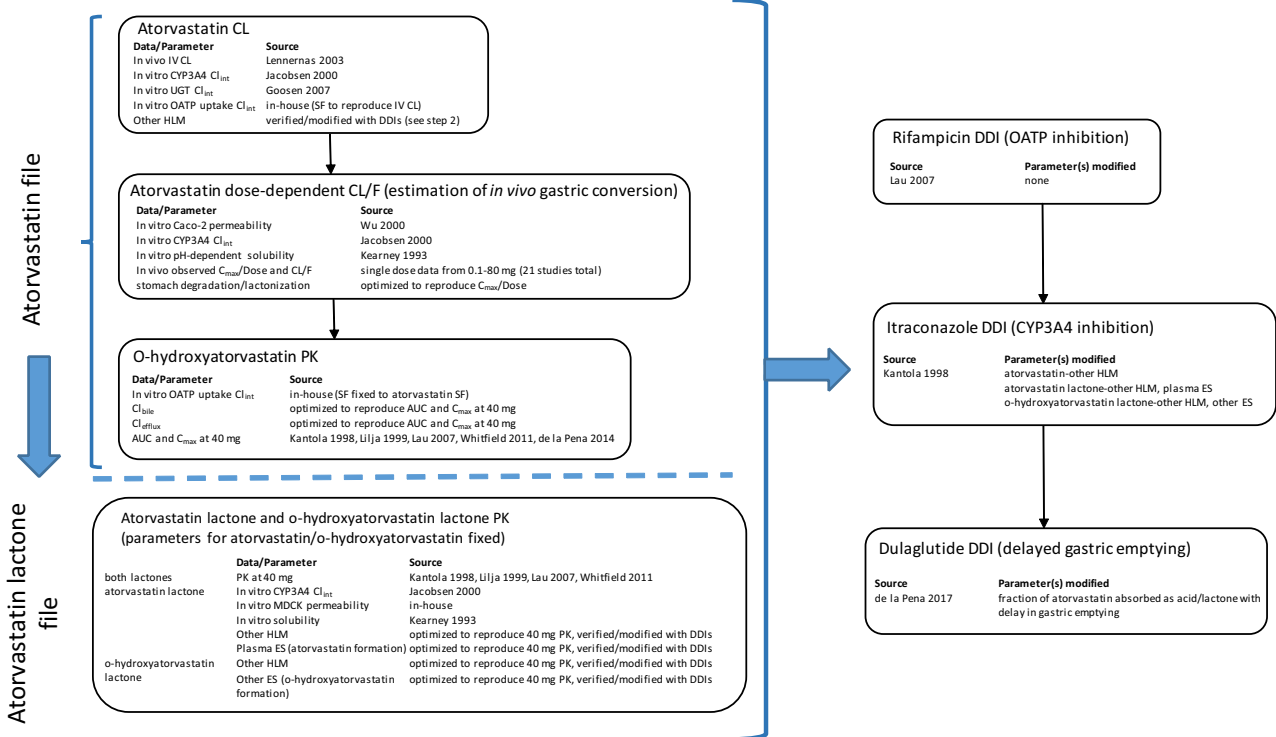 Atorvastatin file
Atorvastatin CL
Data/Parameter Source
In vivo IV CL Lennernas 2003
In vitro CYP3A4 Clint Jacobsen 2000
In vitro UGT Clint Goosen 2007
In vitro OATP uptake Clint in-house (SF to reproduce IV CL)
Other HLM verified/modified with DDIs (see step 2)
Atorvastatin dose-dependent CL/F (estimation of in vivo gastric conversion)
Data/Parameter Source
In vitro Caco-2 permeability Wu 2000
In vitro CYP3A4 Clint Jacobsen 2000
In vitro pH-dependent solubility Kearney 1993
In vivo observed Cmax/Dose and CL/F single dose data from 0.1-80 mg (21 studies total)
stomach degradation/lactonization optimized to reproduce Cmax/Dose
O-hydroxyatorvastatin PK
Data/Parameter Source
In vitro OATP uptake Clint in-house (SF fixed to atorvastatin SF)
Clbile optimized to reproduce AUC and Cmax at 40 mg
Clefflux optimized to reproduce AUC and Cmax at 40 mg
AUC and Cmax at 40 mg Kantola 1998, Lilja 1999, Lau 2007, Whitfield 2011, de la Pena 2014
Atorvastatin lactone
file
Atorvastatin lactone and o-hydroxyatorvastatin lactone PK
(parameters for atorvastatin/o-hydroxyatorvastatin fixed)
Data/Parameter Source
both lactones PK at 40 mg Kantola 1998, Lilja 1999, Lau 2007, Whitfield 2011
atorvastatin lactone In vitro CYP3A4 Clint Jacobsen 2000
In vitro MDCK permeability in-house
In vitro solubility Kearney 1993
Other HLM optimized to reproduce 40 mg PK, verified/modified with DDIs
Plasma ES (atorvastatin formation) optimized to reproduce 40 mg PK, verified/modified with DDIs
o-hydroxyatorvastatin Other HLM optimized to reproduce 40 mg PK, verified/modified with DDIs
lactone Other ES (o-hydroxyatorvastatin optimized to reproduce 40 mg PK, verified/modified with DDIs
formation)
Rifampicin DDI (OATP inhibition)
Source Parameter(s) modified
Lau 2007 none
Itraconazole DDI (CYP3A4 inhibition)
Source Parameter(s) modified
Kantola 1998 atorvastatin-other HLM
atorvastatin lactone-other HLM, plasma ES
o-hydroxyatorvastatin lactone-other HLM, other ES
Dulaglutide DDI (delayed gastric emptying)
Source Parameter(s) modified
de la Pena 2017 fraction of atorvastatin absorbed as acid/lactone with
delay in gastric emptying